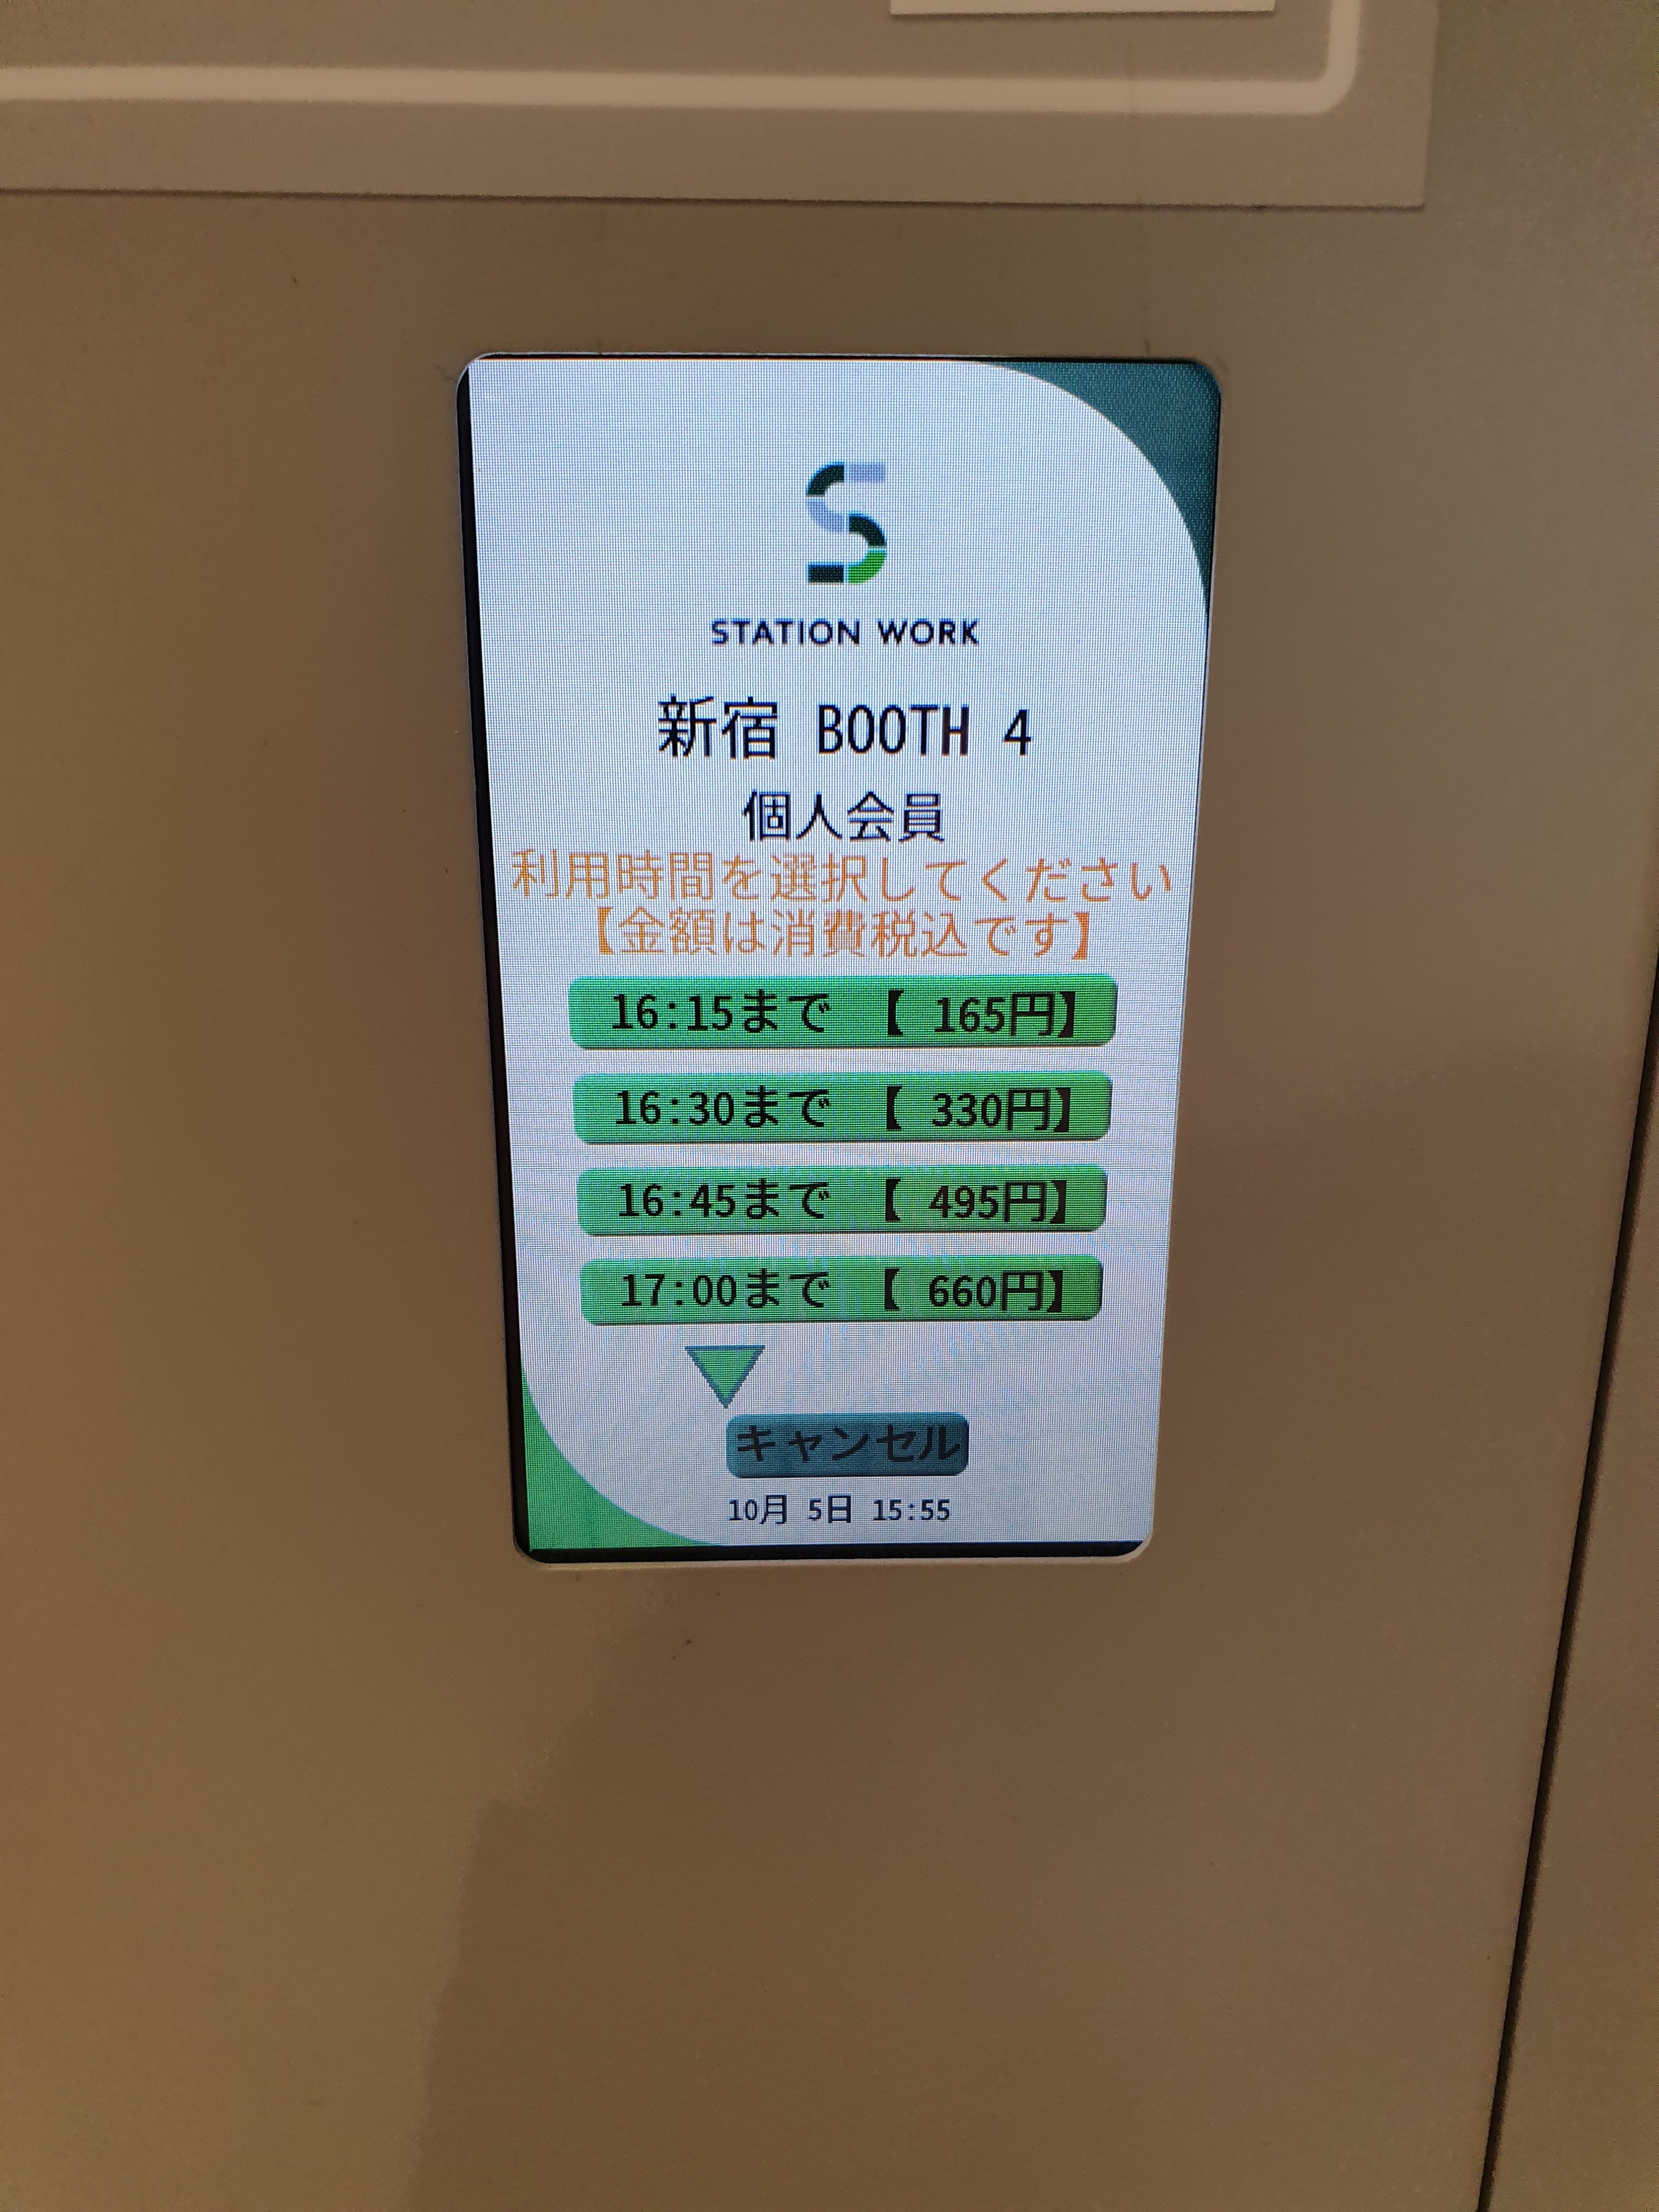 STATION WORK
新宿 BOOTH 4
個人会員
利用時間を選択してください
【金額は消費税込です】
16:15まで 【 165円】
16:30まで 【 330円】
16:45まで 【 495円】
17:00まで 【 660円】
キャンセル
10月 5日 15:55